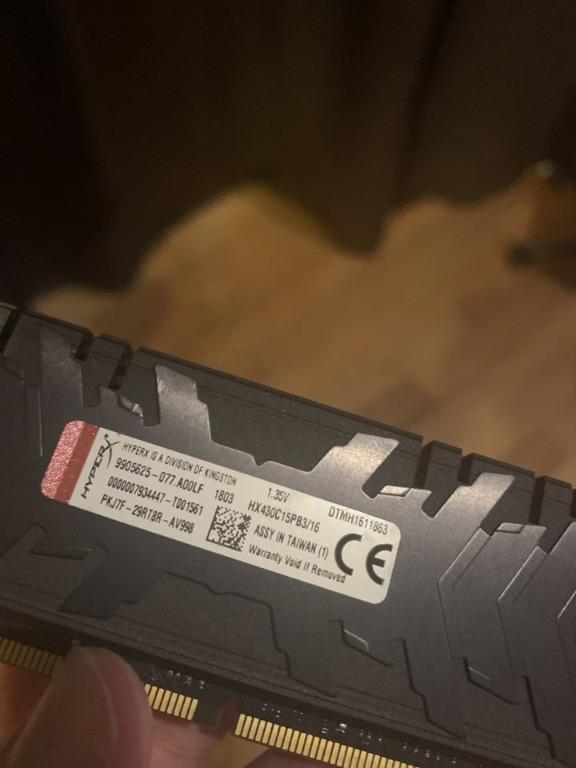 HYPERX
HYPERX IS A DIVISION OF KINGSTON
9905625-077.A00LF
0000007934447-T001561
PKJ7F-29RT8R-AV998
1803
1.35V
HX430C15PB3/16
DTMH1611863
ASSY IN TAIWAN (1)
Warranty Void If Removed
CE